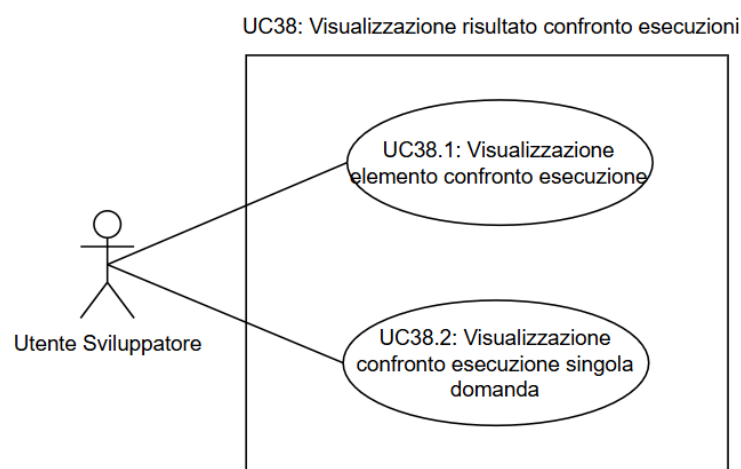 UC38: Visualizzazione risultato confronto esecuzioni
UC38.1: Visualizzazione
elemento confronto esecuzione
Utente Sviluppatore
UC38.2: Visualizzazione
confronto esecuzione singola
domanda